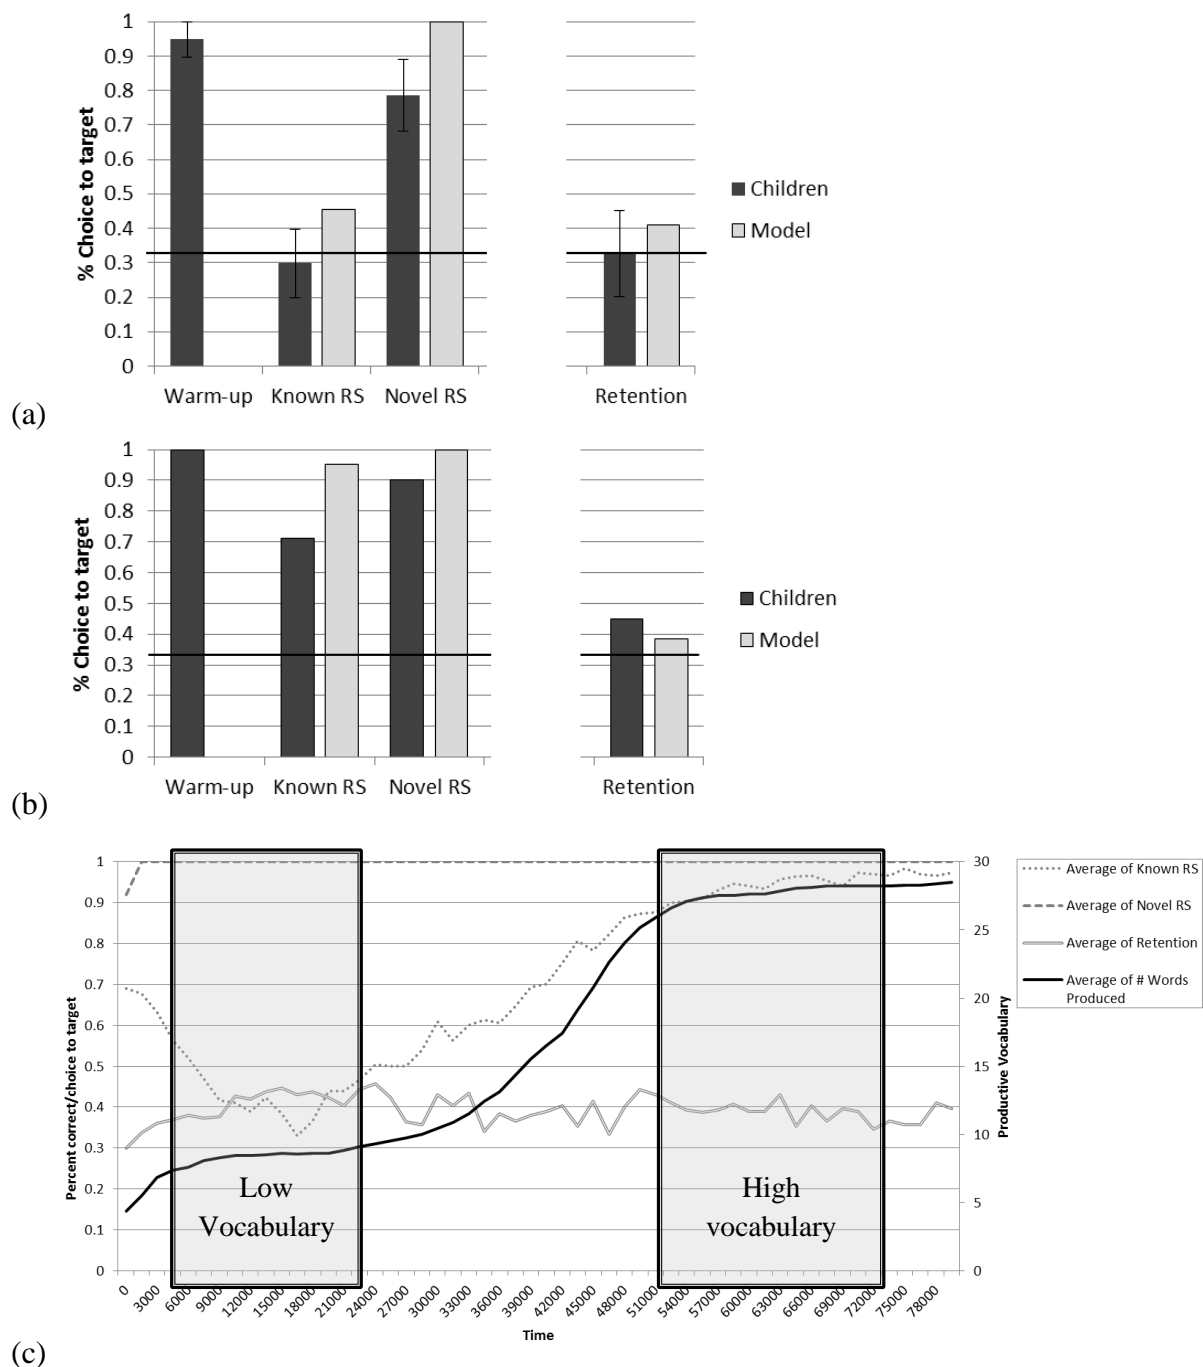 1
0.9
0.8
0.7
0.6
0.5
0.4
0.3
0.2
0.1
0
% Choice to target
Warm-up Known RS Novel RS Retention
Children
Model
(a)
1
0.9
0.8
0.7
0.6
0.5
0.4
0.3
0.2
0.1
0
% Choice to target
Warm-up Known RS Novel RS Retention
Children
Model
(b)
1
0.9
0.8
0.7
0.6
0.5
0.4
0.3
0.2
0.1
0
Percent correct/choice to target
Low
Vocabulary
High
vocabulary
30
25
20
15
10
5
0
Productive Vocabulary
0 3000 6000 9000 12000 15000 18000 21000 24000 27000 30000 33000 36000 39000 42000 45000 48000 51000 54000 57000 60000 63000 66000 69000 72000 75000 78000
Time
Average of Known RS
Average of Novel RS
Average of Retention
Average of # Words
Produced
(c)